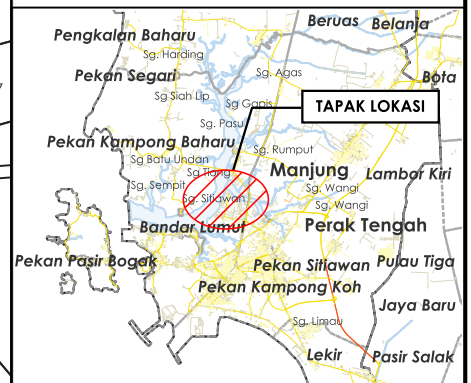 Beruas Belanja
Pengkalan Baharu
Sg. Harding
Pekan Segari
Sg. Agas
Bota
Sg Siah Lip
Sg Gapis
TAPAK LOKASI
Sg. Pasu
Pekan Kampong Baharu
Sg. Rumput
Sg Batu Undan
Manjung
Lambor Kiri
Sg Tiang
Sg. Sempit
Sg. Wangi
Sg. Sitiawan
Sg. Wangi
Bandar Lumut
Perak Tengah
Pekan Pasir Bogak
Pekan Sitiawan
Pulau Tiga
Pekan Kampong Koh
Jaya Baru
Sg. Limau
Lekir
Pasir Salak